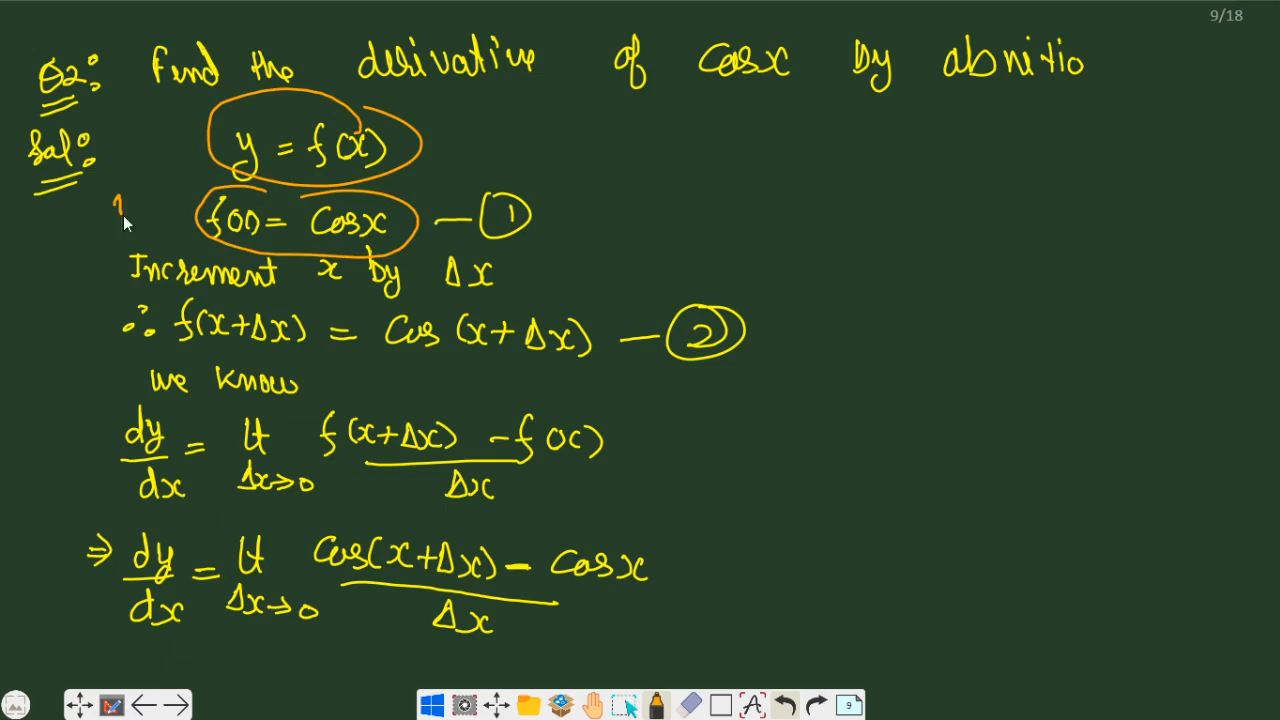 9/18
Q2: Find the derivative of Cosx by abnitio
Sol:
y = f(x)
f(x) = Cosx — ①
Increment x by Δx
∴ f(x+Δx) = Cos (x+Δx) — ②
we know
dy/dx = lt Δx→0 f(x+Δx) - f(x) / Δx
⇒ dy/dx = lt Δx→0 Cos(x+Δx) - Cosx / Δx
9